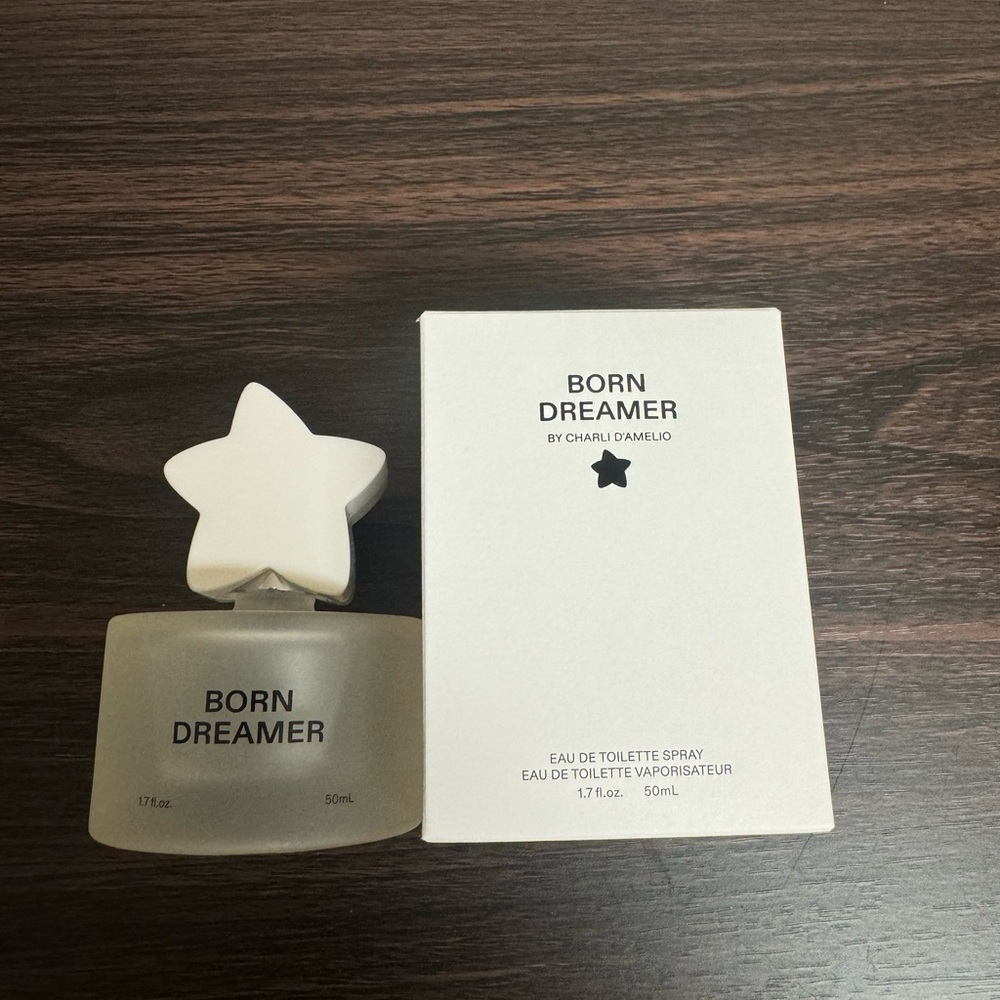 BORN
DREAMER
1.7 fl.oz. 50mL
BORN
DREAMER
BY CHARLI D'AMELIO
EAU DE TOILETTE SPRAY
EAU DE TOILETTE VAPORISATEUR
1.7 fl.oz. 50mL